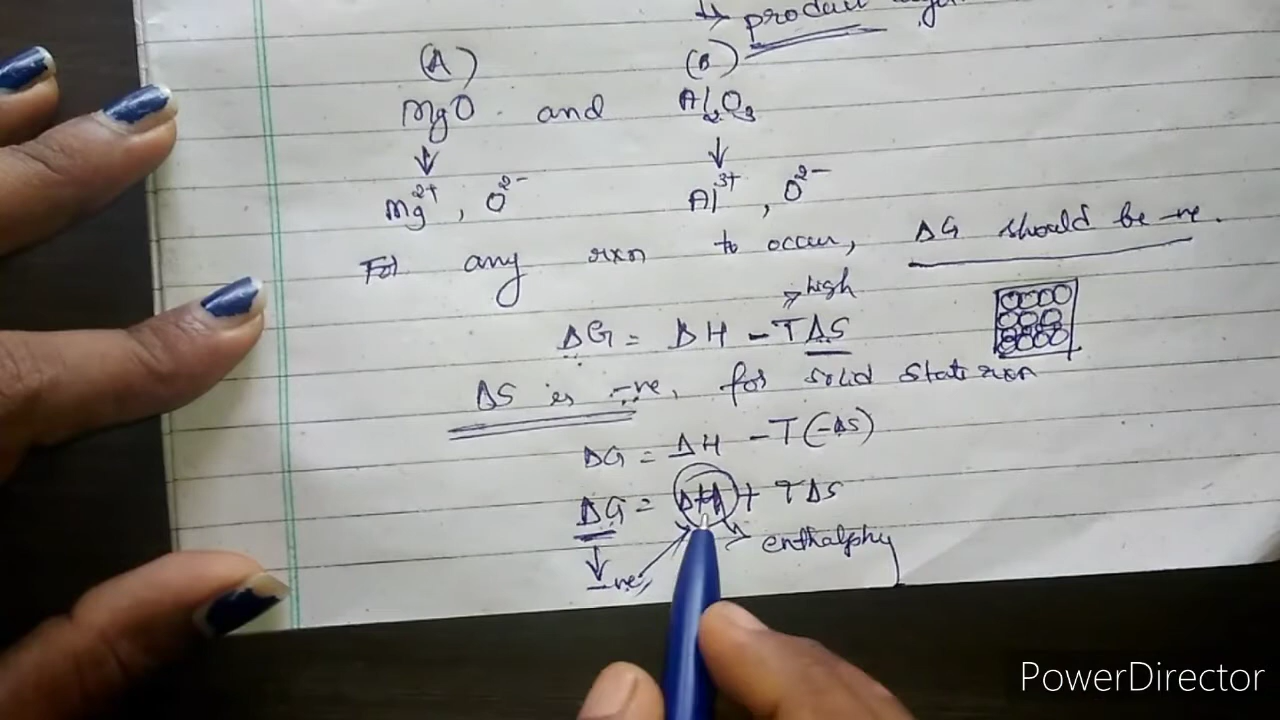 → product
(A) (B)
MgO and Al₂O₃
↓ ↓
Mg²⁺, O²⁻ Al³⁺, O²⁻
For any rxn to occur, ΔG should be -ve.
→ high
ΔG = ΔH - TΔS
ΔS is -ve, for solid state rxn
ΔG = ΔH - T(-ΔS)
ΔG = ΔH + TΔS
→ enthalphy
↓
-ve
PowerDirector